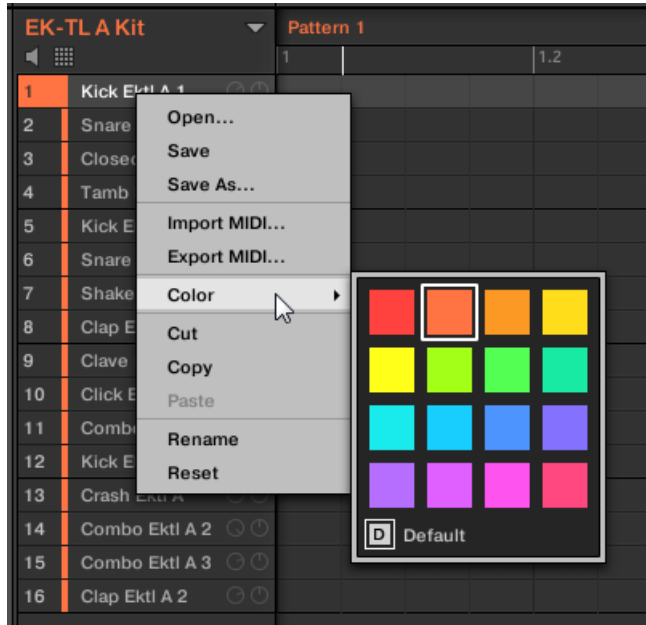 EK-TL A Kit
Pattern 1
1
1.2
1 Kick Ektl A 1
2 Snare
3 Closed
4 Tamb
5 Kick E
6 Snare
7 Shake
8 Clap E
9 Clave
10 Click E
11 Comb
12 Kick E
13 Crash Ektl A
14 Combo Ektl A 2
15 Combo Ektl A 3
16 Clap Ektl A 2
Open...
Save
Save As...
Import MIDI...
Export MIDI...
Color
Cut
Copy
Paste
Rename
Reset
D Default